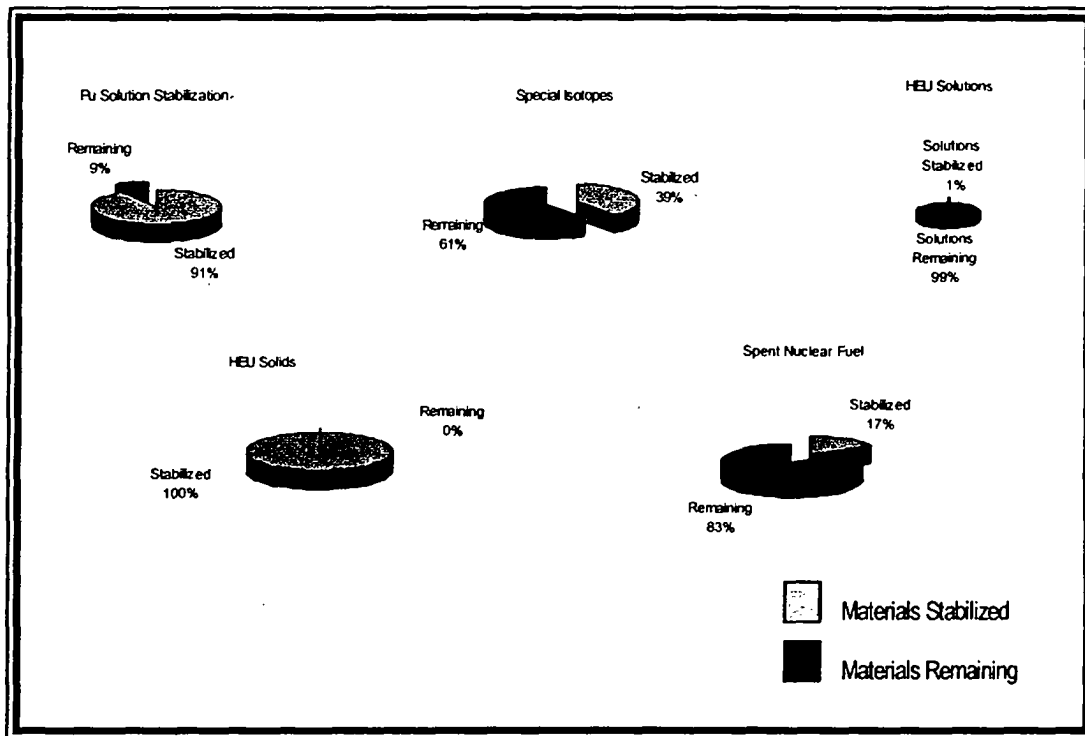 Pu Solution Stabilization
Remaining
9%
Stabilized
91%
Special Isotopes
Stabilized
39%
Remaining
61%
HEU Solutions
Solutions
Stabilized
1%
Solutions
Remaining
99%
HEU Solids
Remaining
0%
Stabilized
100%
Spent Nuclear Fuel
Stabilized
17%
Remaining
83%
Materials Stabilized
Materials Remaining